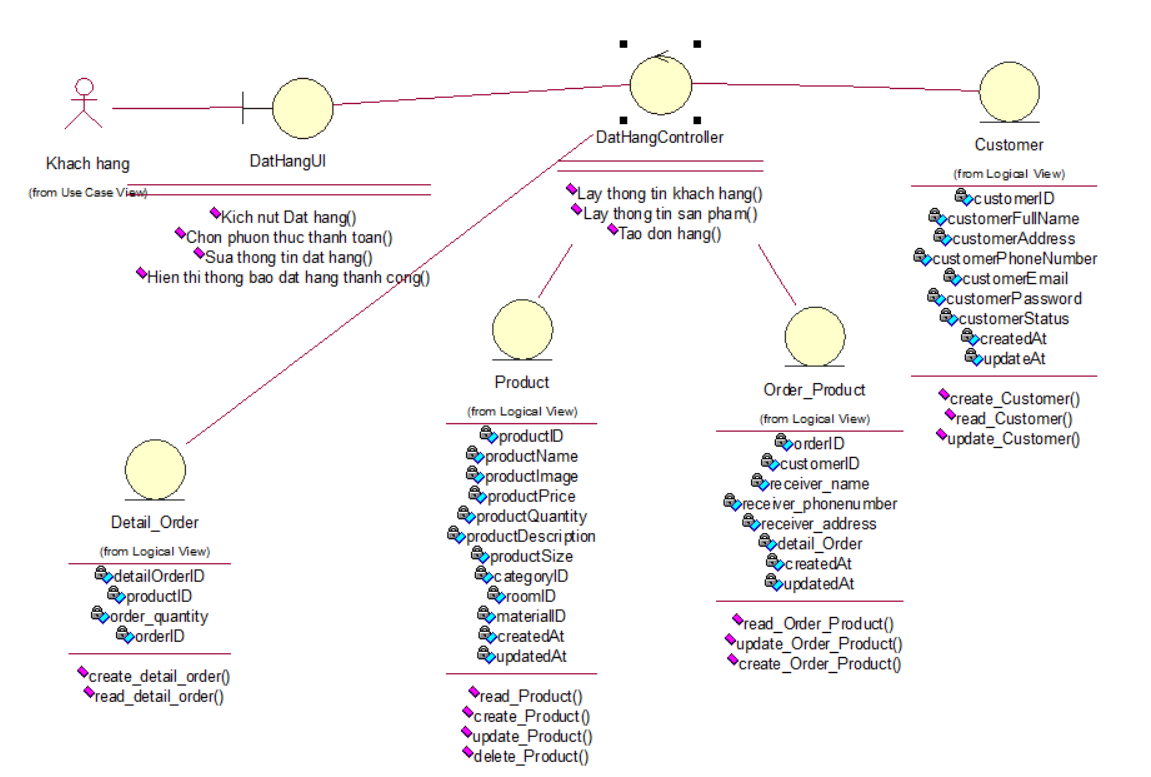 Khach hang
(from Use Case View)
DatHangUI
Kich nut Dat hang()
Chon phuon thuc thanh toan()
Sua thong tin dat hang()
Hien thi thong bao dat hang thanh cong()
DatHangController
Lay thong tin khach hang()
Lay thong tin san pham()
Tao don hang()
Customer
(from Logical View)
customerID
customerFullName
customerAddress
customerPhoneNumber
customerEmail
customerPassword
customerStatus
createdAt
updateAt
create_Customer()
read_Customer()
update_Customer()
Product
(from Logical View)
productID
productName
productImage
productPrice
productQuantity
productDescription
productSize
categoryID
roomID
materialID
createdAt
updatedAt
read_Product()
create_Product()
update_Product()
delete_Product()
Order_Product
(from Logical View)
orderID
customerID
receiver_name
receiver_phonenumber
receiver_address
detail_Order
createdAt
updatedAt
read_Order_Product()
update_Order_Product()
create_Order_Product()
Detail_Order
(from Logical View)
detailOrderID
productID
order_quantity
orderID
create_detail_order()
read_detail_order()